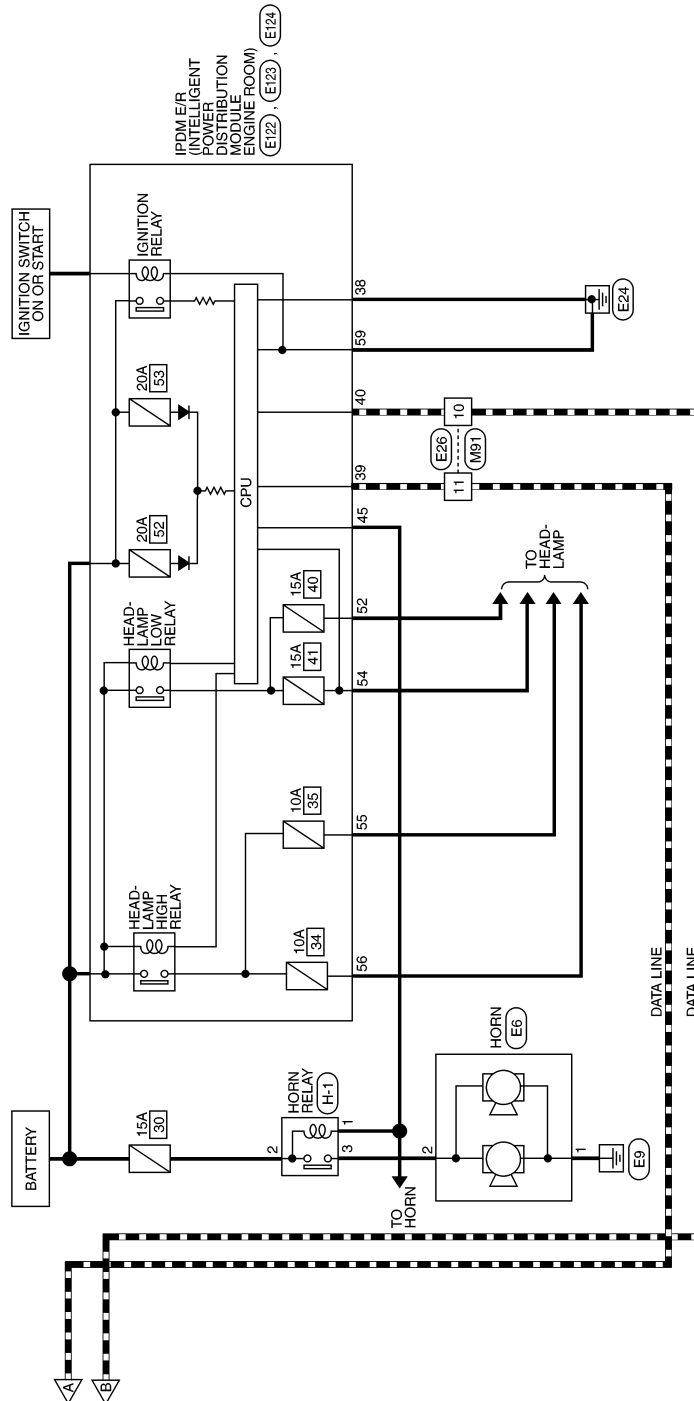 BATTERY
IGNITION SWITCH
ON OR START
IPDM E/R
(INTELLIGENT
POWER
DISTRIBUTION
MODULE
ENGINE ROOM)
E122 , E123 , E124
15A
30
HEAD-
LAMP
HIGH
RELAY
HEAD-
LAMP
LOW
RELAY
20A
52
20A
53
IGNITION
RELAY
CPU
10A
34
10A
35
15A
41
15A
40
HORN
RELAY
H-1
2
1
3
56
55
54
52
45
39
40
59
38
TO
HORN
HORN
E6
2
1
E9
TO
HEAD-
LAMP
11
10
E26
M91
E24
A
B
DATA LINE
DATA LINE